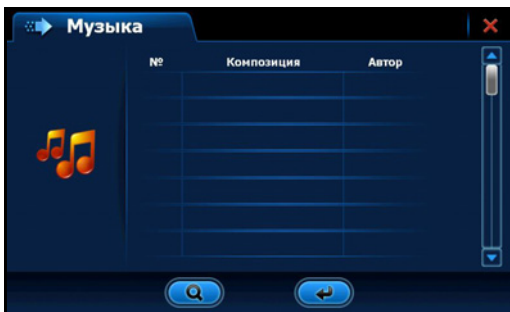 Музыка
№ Композиция Автор